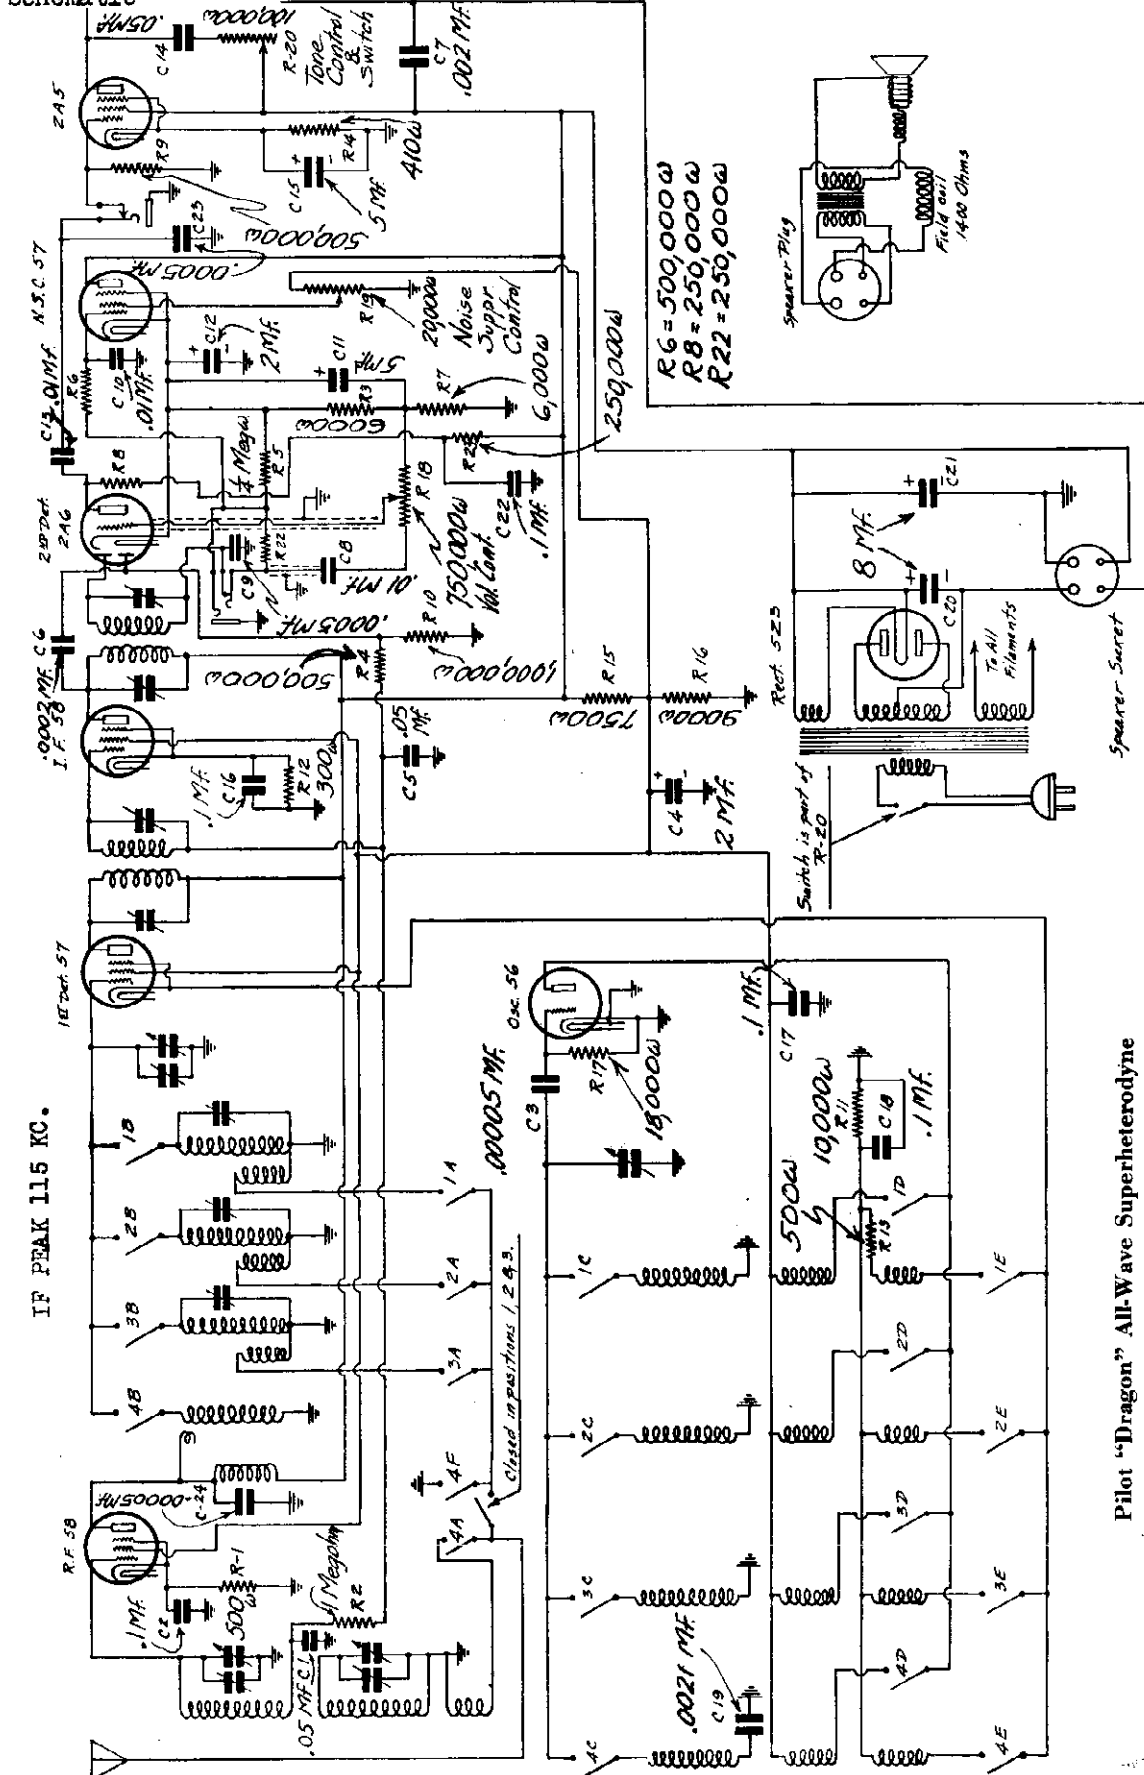 Schematic
IF PEAK 115 KC.
R.F. 58
1st Det. 57
I.F. 58
2nd Det.
2A6
N.S.C. 57
2A5
.1 Mf.
C2
500
ω
R-1
.05 Mf C1
1 Megohm
R2
.00005 Mf.
C-24
4B
3B
2B
1B
4A
4F
3A
2A
1A
Closed in positions 1, 2 & 3.
.1 Mf.
C16
R12
300ω
C5
.05
Mf.
.0002 Mf. C6
500,000ω
R4
R10
1,000,000ω
.0005 Mf.
C9
R22
C8
.01 Mf.
R8
C13 .01 Mf.
R6
C10
.01 Mf.
1/4 Megω
R5
R18
750,000ω
Vol. Cont.
C22
.1 Mf.
C12
2 Mf.
C11
.5 Mf.
R3
6000ω
R7
6,000ω
250,000ω
R19
20,000ω
Noise
Suppr.
Control
.0005 Mf.
C23
500,000ω
R9
C15
5 Mf.
R14
410ω
.05 Mf.
C14
100,000ω
R-20
Tone
Control
&
Switch
C7
.002 Mf.
R15
7500ω
R16
9000ω
C4
2 Mf.
R6 = 500,000ω
R8 = 250,000ω
R22 = 250,000ω
Speaker Plug
Field coil
1400 Ohms
Osc. 56
C3
.00005 Mf.
R17
18,000ω
.1 Mf.
C17
10,000ω
R11
C18
.1 Mf.
500ω
R13
.0021 Mf.
C19
4C
3C
2C
1C
4D
3D
2D
1D
4E
3E
2E
1E
Rect. 523
8 Mf.
C20
C21
To All
Filaments
Switch is part of
R-20
Speaker Socket
Pilot “Dragon” All-Wave Superheterodyne